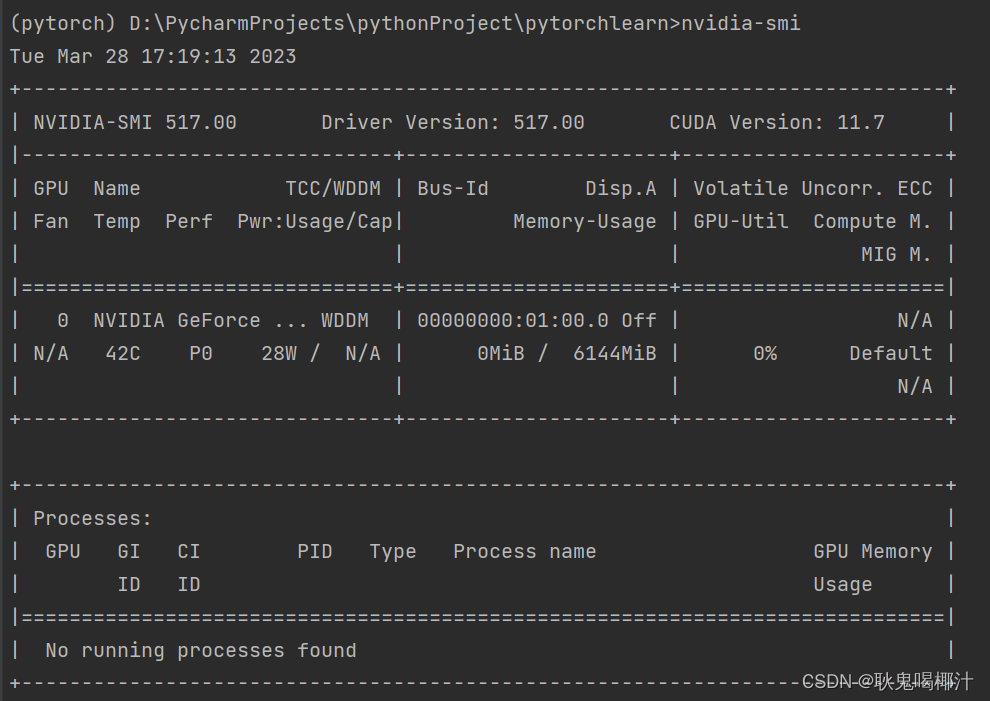 (pytorch) D:\PycharmProjects\pythonProject\pytorchlearn>nvidia-smi
Tue Mar 28 17:19:13 2023
+-----------------------------------------------------------------------------+
| NVIDIA-SMI 517.00       Driver Version: 517.00       CUDA Version: 11.7     |
|-------------------------------+----------------------+----------------------+
| GPU  Name            TCC/WDDM | Bus-Id        Disp.A | Volatile Uncorr. ECC |
| Fan  Temp  Perf  Pwr:Usage/Cap|         Memory-Usage | GPU-Util  Compute M. |
|                               |                      |               MIG M. |
|===============================+======================+======================|
|   0  NVIDIA GeForce ... WDDM  | 00000000:01:00.0 Off |                  N/A |
| N/A   42C    P0    28W /  N/A |      0MiB /  6144MiB |      0%      Default |
|                               |                      |                  N/A |
+-------------------------------+----------------------+----------------------+
+-----------------------------------------------------------------------------+
| Processes:                                                                  |
|  GPU   GI   CI        PID   Type   Process name                  GPU Memory |
|        ID   ID                                                   Usage      |
|=============================================================================|
|  No running processes found                                                 |
+-----------------------------------------------------------------------------+
CSDN @耿鬼喝椰汁